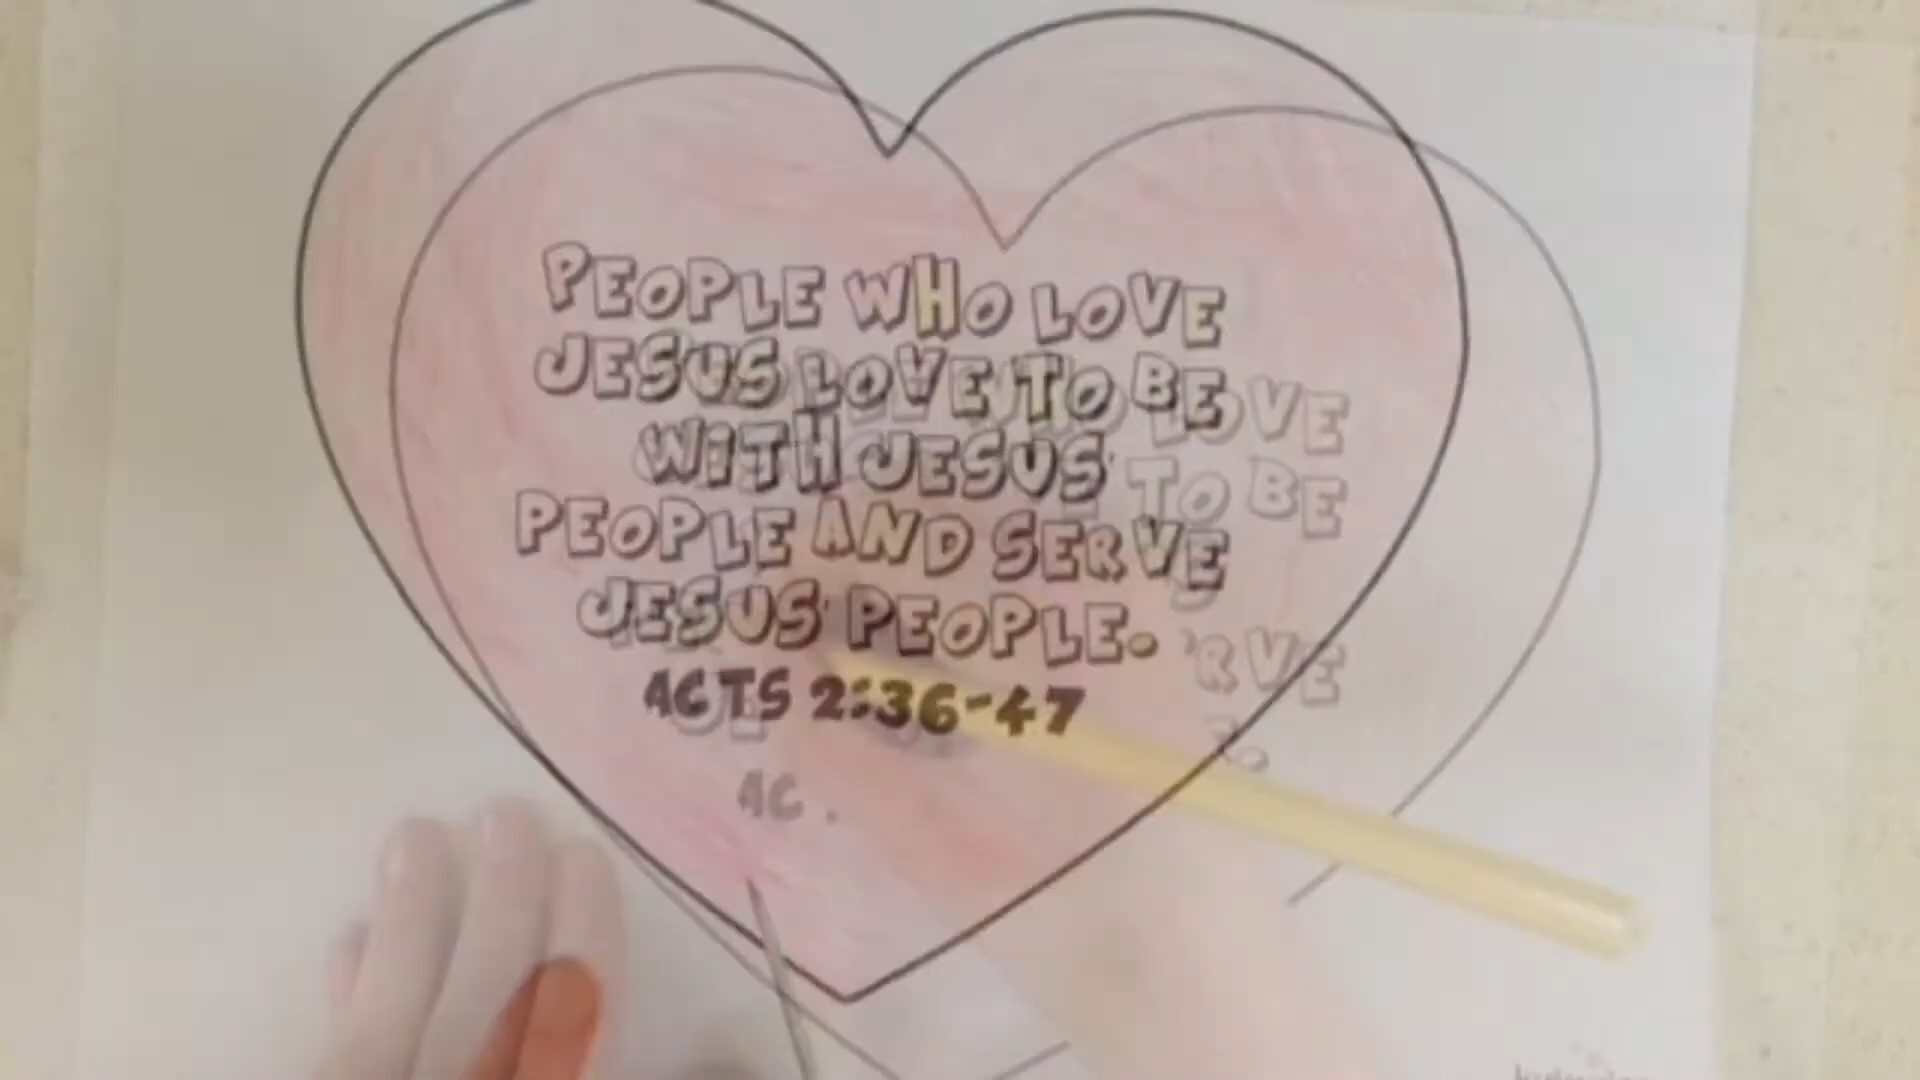 PEOPLE WHO LOVE
JESUS LOVE TO BE
WITH JESUS'
PEOPLE AND SERVE
JESUS' PEOPLE.
ACTS 2:36-47